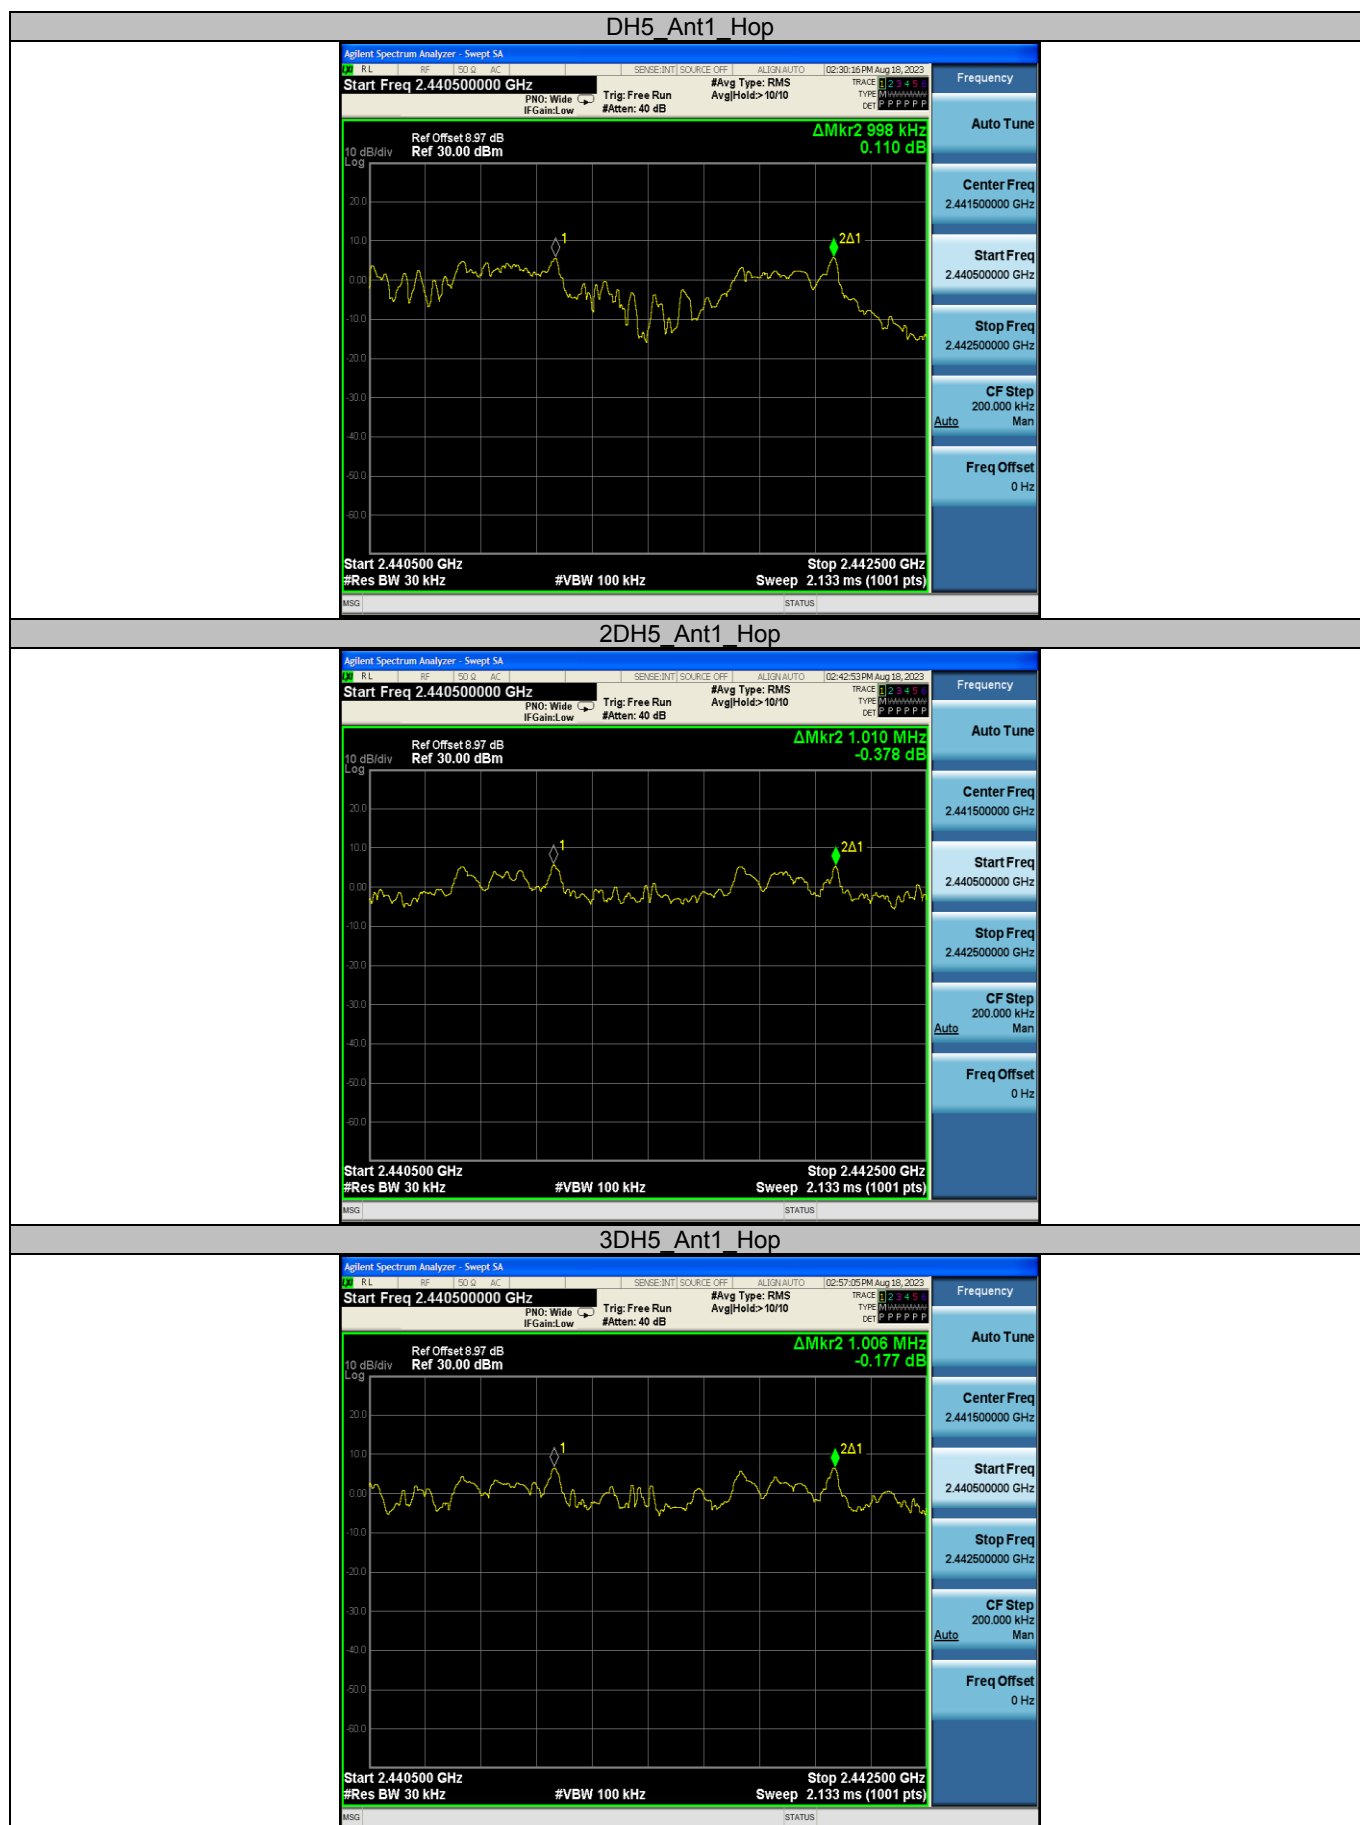 DH5_Ant1_Hop
Agilent Spectrum Analyzer - Swept SA
RL RF 50 Ω AC SENSE:INT SOURCE OFF ALIGN AUTO 02:30:16 PM Aug 18, 2023
Start Freq 2.440500000 GHz
PNO: Wide
IFGain:Low
Trig: Free Run
#Atten: 40 dB
#Avg Type: RMS
Avg|Hold:> 10/10
TRACE 1 2 3 4 5 6
TYPE M
DET P P P P P P
ΔMkr2 998 kHz
0.110 dB
Ref Offset 8.97 dB
10 dB/div Ref 30.00 dBm
Log
20.0
10.0
0.00
-10.0
-20.0
-30.0
-40.0
-50.0
-60.0
1
2Δ1
Start 2.440500 GHz Stop 2.442500 GHz
#Res BW 30 kHz #VBW 100 kHz Sweep 2.133 ms (1001 pts)
MSG STATUS
Frequency
Auto Tune
Center Freq
2.441500000 GHz
Start Freq
2.440500000 GHz
Stop Freq
2.442500000 GHz
CF Step
200.000 kHz
Auto Man
Freq Offset
0 Hz
2DH5_Ant1_Hop
Agilent Spectrum Analyzer - Swept SA
RL RF 50 Ω AC SENSE:INT SOURCE OFF ALIGN AUTO 02:42:53 PM Aug 18, 2023
Start Freq 2.440500000 GHz
PNO: Wide
IFGain:Low
Trig: Free Run
#Atten: 40 dB
#Avg Type: RMS
Avg|Hold:> 10/10
TRACE 1 2 3 4 5 6
TYPE M
DET P P P P P P
ΔMkr2 1.010 MHz
-0.378 dB
Ref Offset 8.97 dB
10 dB/div Ref 30.00 dBm
Log
20.0
10.0
0.00
-10.0
-20.0
-30.0
-40.0
-50.0
-60.0
1
2Δ1
Start 2.440500 GHz Stop 2.442500 GHz
#Res BW 30 kHz #VBW 100 kHz Sweep 2.133 ms (1001 pts)
MSG STATUS
Frequency
Auto Tune
Center Freq
2.441500000 GHz
Start Freq
2.440500000 GHz
Stop Freq
2.442500000 GHz
CF Step
200.000 kHz
Auto Man
Freq Offset
0 Hz
3DH5_Ant1_Hop
Agilent Spectrum Analyzer - Swept SA
RL RF 50 Ω AC SENSE:INT SOURCE OFF ALIGN AUTO 02:57:05 PM Aug 18, 2023
Start Freq 2.440500000 GHz
PNO: Wide
IFGain:Low
Trig: Free Run
#Atten: 40 dB
#Avg Type: RMS
Avg|Hold:> 10/10
TRACE 1 2 3 4 5 6
TYPE M
DET P P P P P P
ΔMkr2 1.006 MHz
-0.177 dB
Ref Offset 8.97 dB
10 dB/div Ref 30.00 dBm
Log
20.0
10.0
0.00
-10.0
-20.0
-30.0
-40.0
-50.0
-60.0
1
2Δ1
Start 2.440500 GHz Stop 2.442500 GHz
#Res BW 30 kHz #VBW 100 kHz Sweep 2.133 ms (1001 pts)
MSG STATUS
Frequency
Auto Tune
Center Freq
2.441500000 GHz
Start Freq
2.440500000 GHz
Stop Freq
2.442500000 GHz
CF Step
200.000 kHz
Auto Man
Freq Offset
0 Hz